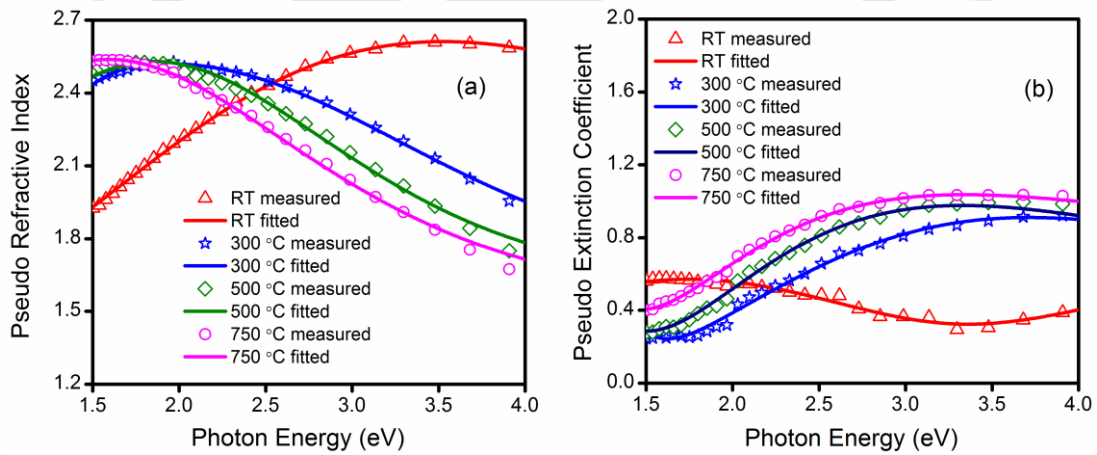 2.7
2.4
2.1
1.8
1.5
1.2
Pseudo Refractive Index
(a)
RT measured
RT fitted
300 °C measured
300 °C fitted
500 °C measured
500 °C fitted
750 °C measured
750 °C fitted
1.5 2.0 2.5 3.0 3.5 4.0
Photon Energy (eV)
2.0
1.6
1.2
0.8
0.4
0.0
Pseudo Extinction Coefficient
(b)
RT measured
RT fitted
300 °C measured
300 °C fitted
500 °C measured
500 °C fitted
750 °C measured
750 °C fitted
1.5 2.0 2.5 3.0 3.5 4.0
Photon Energy (eV)